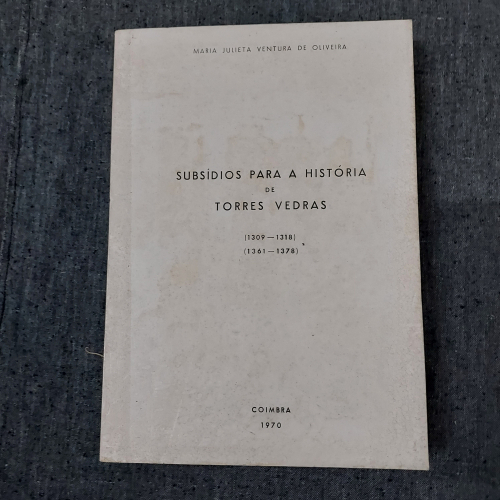 MARIA JULIETA VENTURA DE OLIVEIRA
SUBSÍDIOS PARA A HISTÓRIA
DE
TORRES VEDRAS
(1309 — 1318)
(1361 — 1378)
COIMBRA
1970